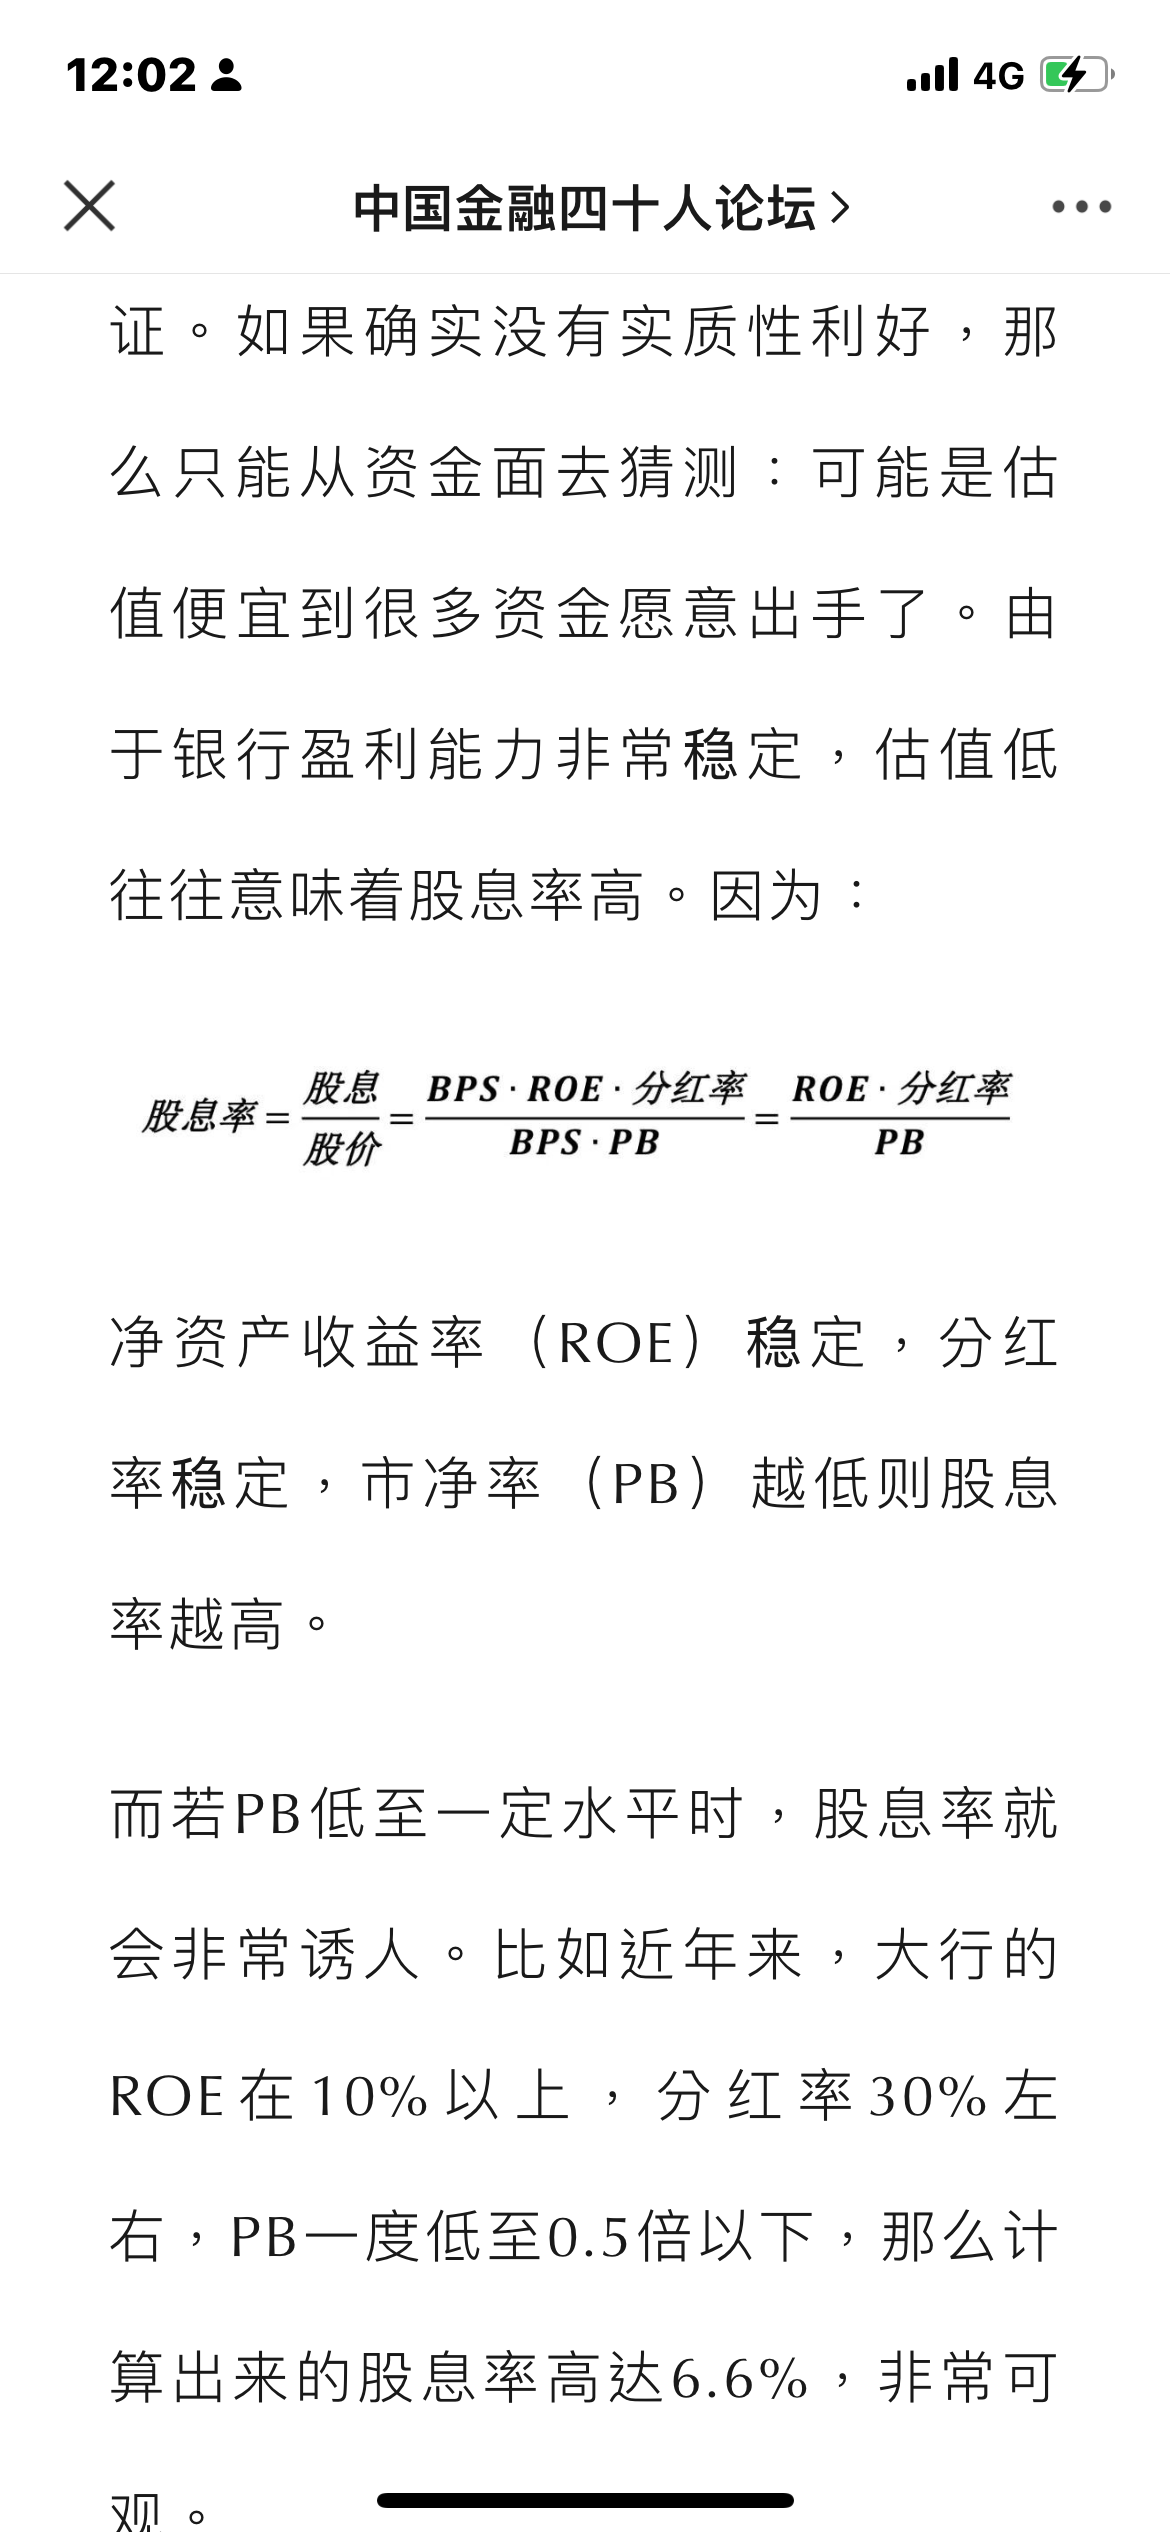 12:02 4G
中国金融四十人论坛
证。如果确实没有实质性利好，那
么只能从资金面去猜测：可能是估
值便宜到很多资金愿意出手了。由
于银行盈利能力非常稳定，估值低
往往意味着股息率高。因为：
股息率 = 股息/股价 = BPS · ROE · 分红率/BPS · PB = ROE · 分红率/PB
净资产收益率（ROE）稳定，分红
率稳定，市净率（PB）越低则股息
率越高。
而若PB低至一定水平时，股息率就
会非常诱人。比如近年来，大行的
ROE在10%以上，分红率30%左
右，PB一度低至0.5倍以下，那么计
算出来的股息率高达6.6%，非常可
观。